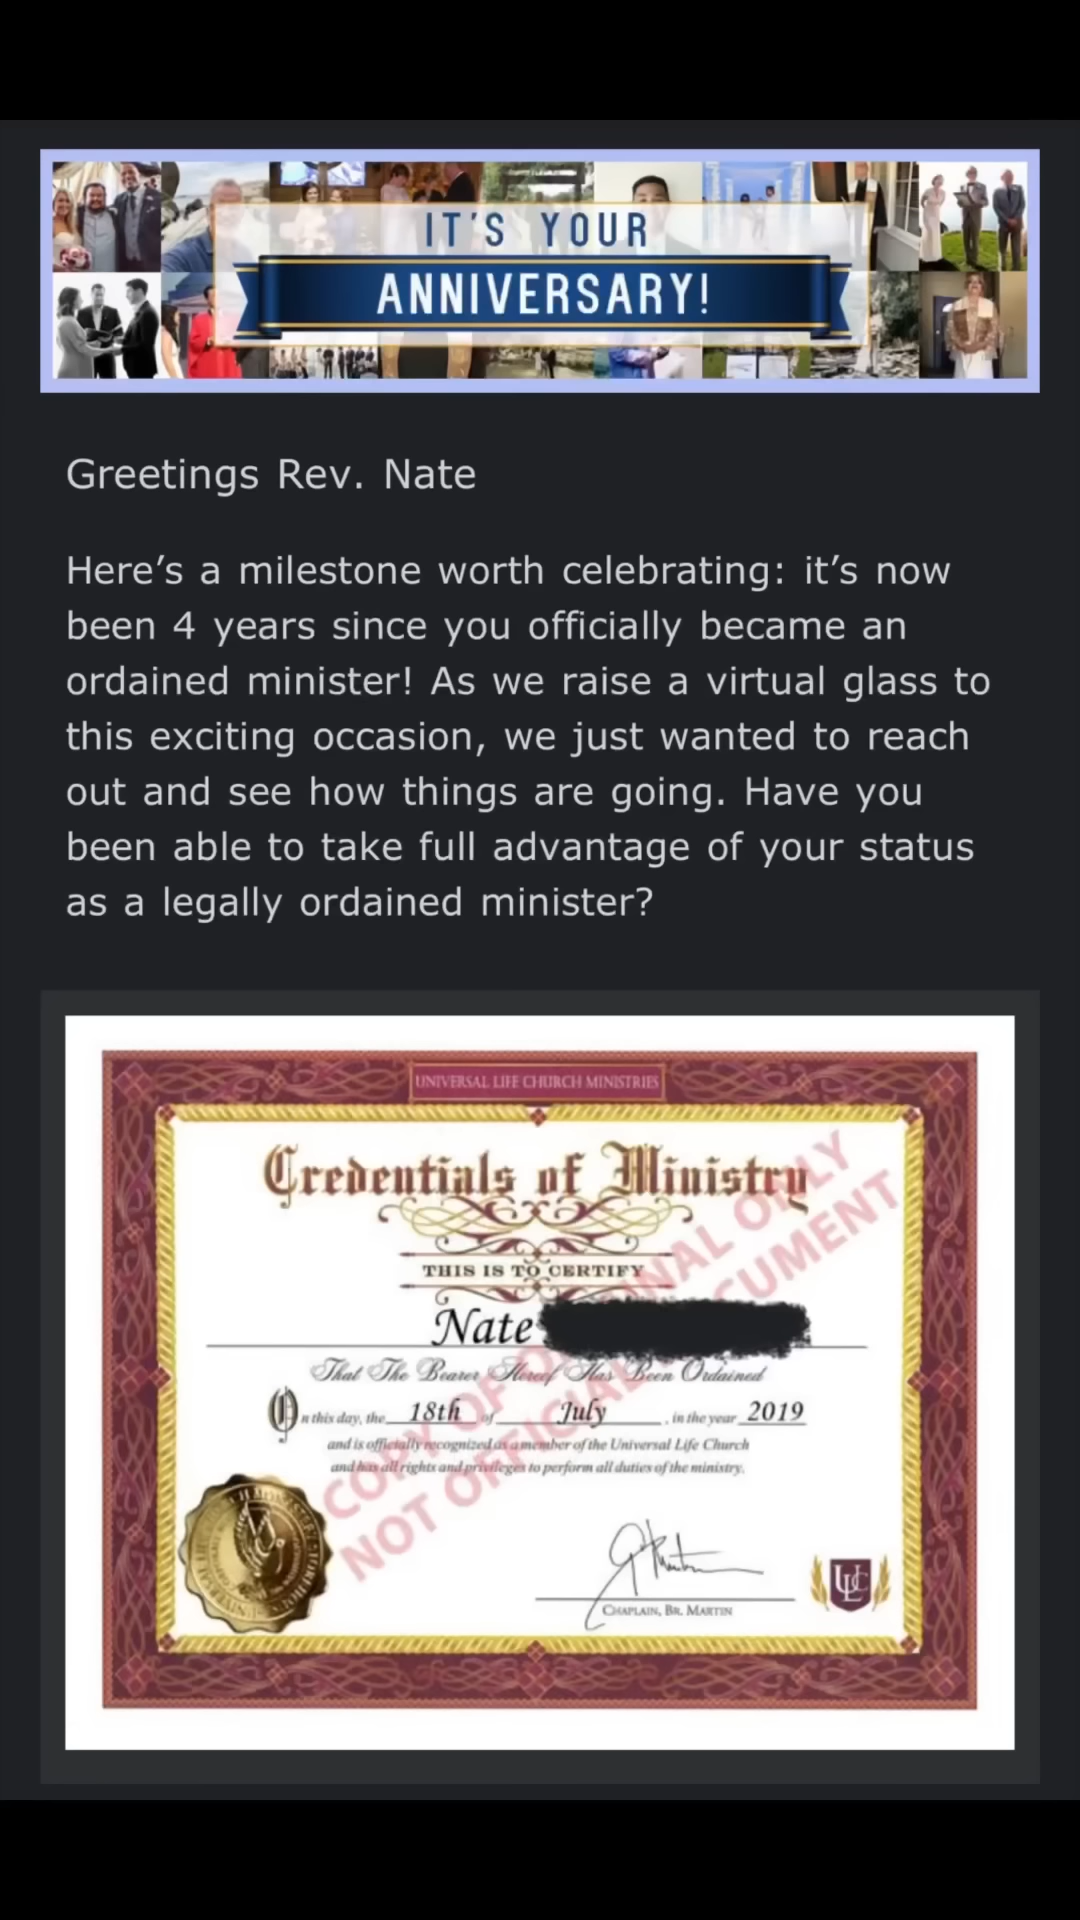 IT'S YOUR
ANNIVERSARY!
Greetings Rev. Nate
Here’s a milestone worth celebrating: it’s now
been 4 years since you officially became an
ordained minister! As we raise a virtual glass to
this exciting occasion, we just wanted to reach
out and see how things are going. Have you
been able to take full advantage of your status
as a legally ordained minister?
UNIVERSAL LIFE CHURCH MINISTRIES
Credentials of Ministry
THIS IS TO CERTIFY
Nate
That The Bearer Hereof Has Been Ordained
On this day, the 18th of July, in the year 2019
and is officially recognized as a member of the Universal Life Church
and has all rights and privileges to perform all duties of the ministry.
COPY OF ORIGINAL ONLY
NOT OFFICIAL DOCUMENT
CHAPLAIN, BR. MARTIN
ULC